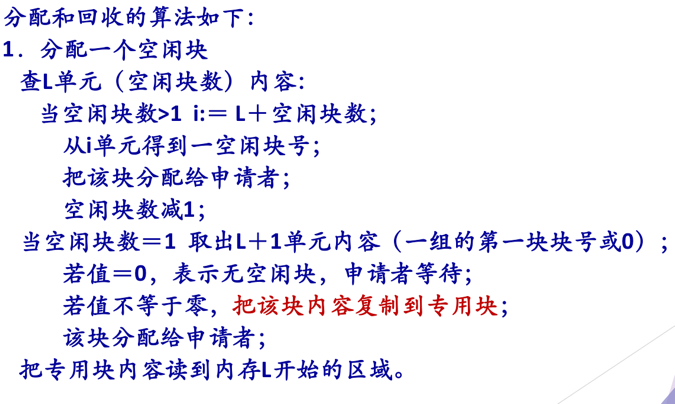 分配和回收的算法如下：
1．分配一个空闲块
查L单元（空闲块数）内容：
当空闲块数>1 i:＝ L＋空闲块数；
从i单元得到一空闲块号；
把该块分配给申请者；
空闲块数减1；
当空闲块数＝1 取出L＋1单元内容（一组的第一块块号或0）；
若值＝0，表示无空闲块，申请者等待；
若值不等于零，把该块内容复制到专用块；
该块分配给申请者；
把专用块内容读到内存L开始的区域。